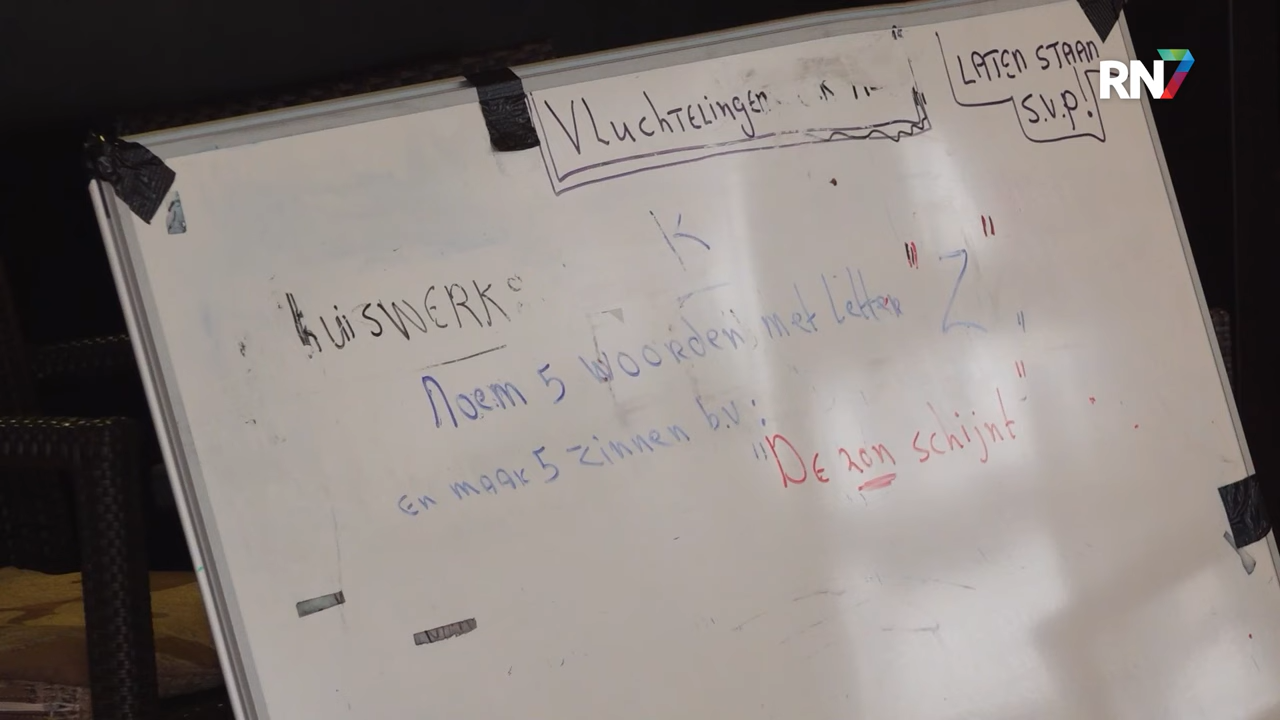 Vluchtelingen
LATEN STAAN
S.V.P!
RN7
K
HUISWERK:
Noem 5 woorden, met letter "Z"
en maak 5 zinnen b.v.:
"De zon schijnt"